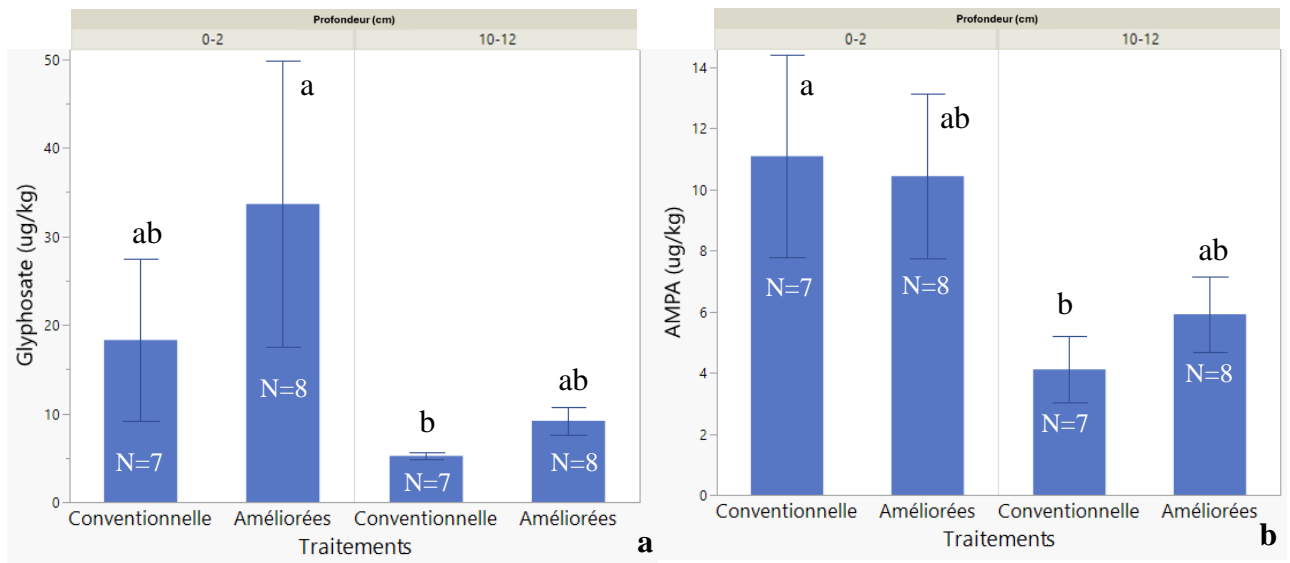 Profondeur (cm)
0-2 10-12
Glyphosate (ug/kg)
50
40
30
20
10
0
ab
a
b
ab
N=7
N=8
N=7
N=8
Conventionnelle Améliorées Conventionnelle Améliorées
Traitements
a
Profondeur (cm)
0-2 10-12
AMPA (ug/kg)
14
12
10
8
6
4
2
0
a
ab
b
ab
N=7
N=8
N=7
N=8
Conventionnelle Améliorées Conventionnelle Améliorées
Traitements
b